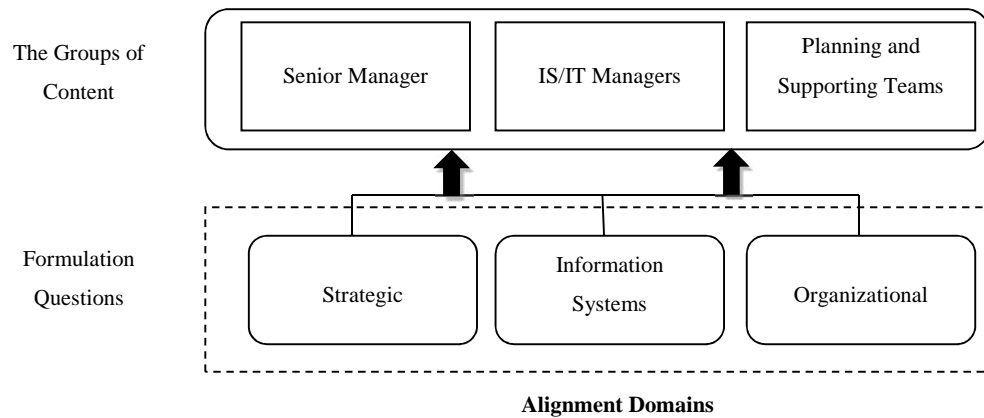 The Groups of
Content
Senior Manager
IS/IT Managers
Planning and
Supporting Teams
Formulation
Questions
Strategic
Information
Systems
Organizational
Alignment Domains